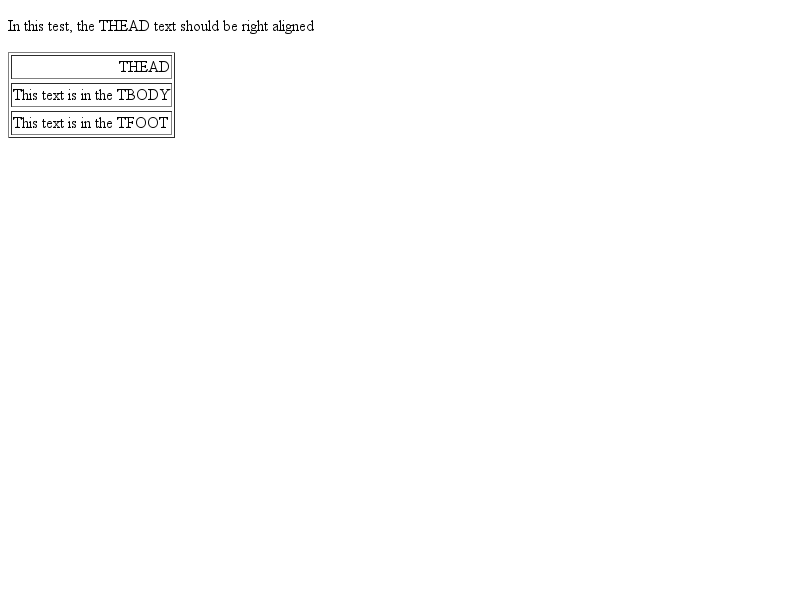 In this test, the THEAD text should be right aligned
THEAD
This text is in the TBODY
This text is in the TFOOT